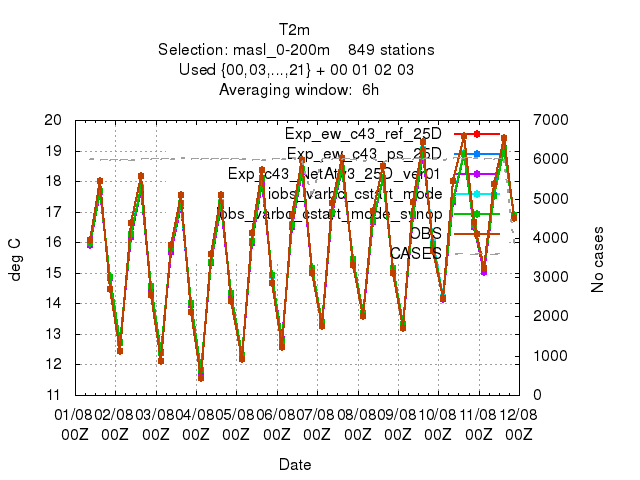 T2m
Selection: masl_0-200m 849 stations
Used {00,03,...,21} + 00 01 02 03
Averaging window: 6h
20 7000
Exp_ew_c43_ref_25D
19 Exp_ew_c43_ps_25D 6000
Exp_c43_NetAtv3_25D_ver01
18 iobs_varbc_cstart_mode 5000
iobs_varbc_cstart_mode_synop
17 OBS 4000
CASES
16
15 3000
14 2000
13
12 1000
11 0
deg C
No cases
01/08 02/08 03/08 04/08 05/08 06/08 07/08 08/08 09/08 10/08 11/08 12/08
00Z 00Z 00Z 00Z 00Z 00Z 00Z 00Z 00Z 00Z 00Z 00Z
Date